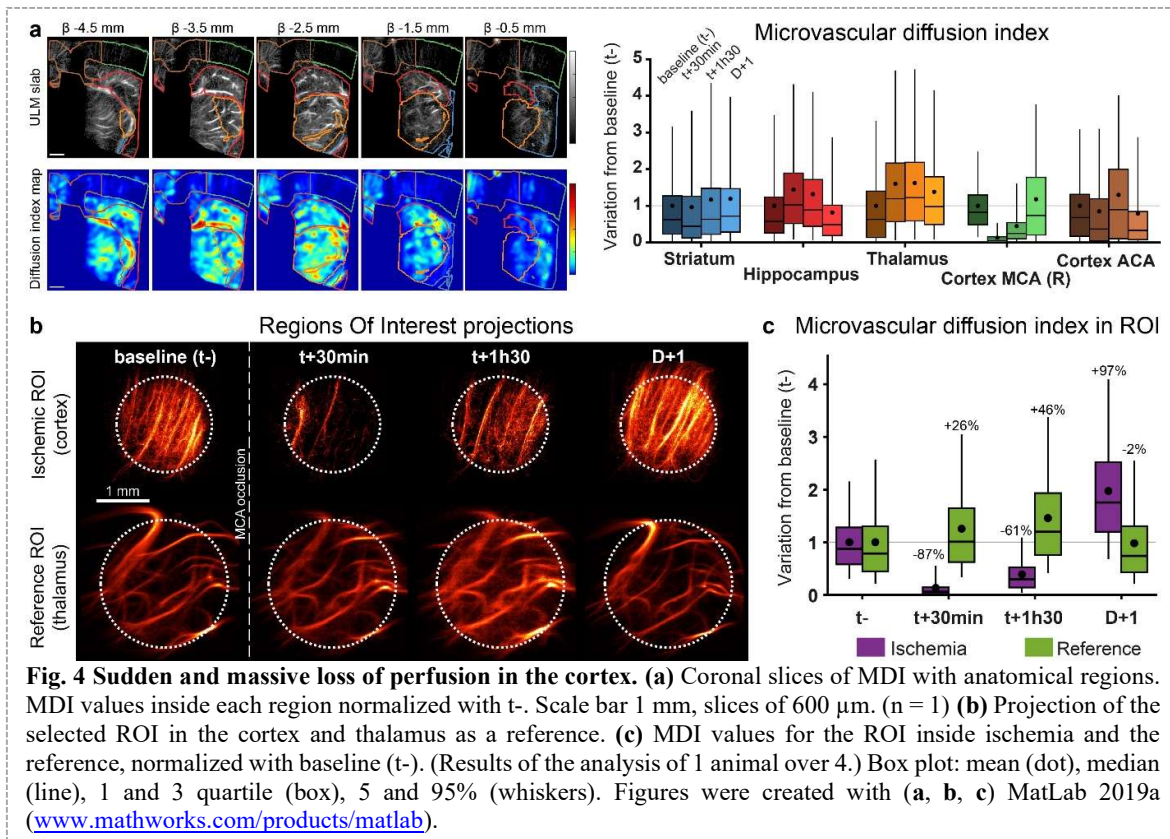 a
β -4.5 mm
β -3.5 mm
β -2.5 mm
β -1.5 mm
β -0.5 mm
ULM slab
Diffusion index map
Microvascular diffusion index
baseline (t-)
t+30min
t+1h30
D+1
Variation from baseline (t-)
5
4
3
2
1
0
Striatum
Hippocampus
Thalamus
Cortex MCA (R)
Cortex ACA
b
Regions Of Interest projections
baseline (t-)
t+30min
t+1h30
D+1
Ischemic ROI
(cortex)
1 mm
MCA occlusion
Reference ROI
(thalamus)
c
Microvascular diffusion index in ROI
Variation from baseline (t-)
4
3
2
1
0
-87%
+26%
-61%
+46%
+97%
-2%
t-
t+30min
t+1h30
D+1
Ischemia
Reference
Fig. 4 Sudden and massive loss of perfusion in the cortex. (a) Coronal slices of MDI with anatomical regions.
MDI values inside each region normalized with t-. Scale bar 1 mm, slices of 600 µm. (n = 1) (b) Projection of the
selected ROI in the cortex and thalamus as a reference. (c) MDI values for the ROI inside ischemia and the
reference, normalized with baseline (t-). (Results of the analysis of 1 animal over 4.) Box plot: mean (dot), median
(line), 1 and 3 quartile (box), 5 and 95% (whiskers). Figures were created with (a, b, c) MatLab 2019a
(www.mathworks.com/products/matlab).